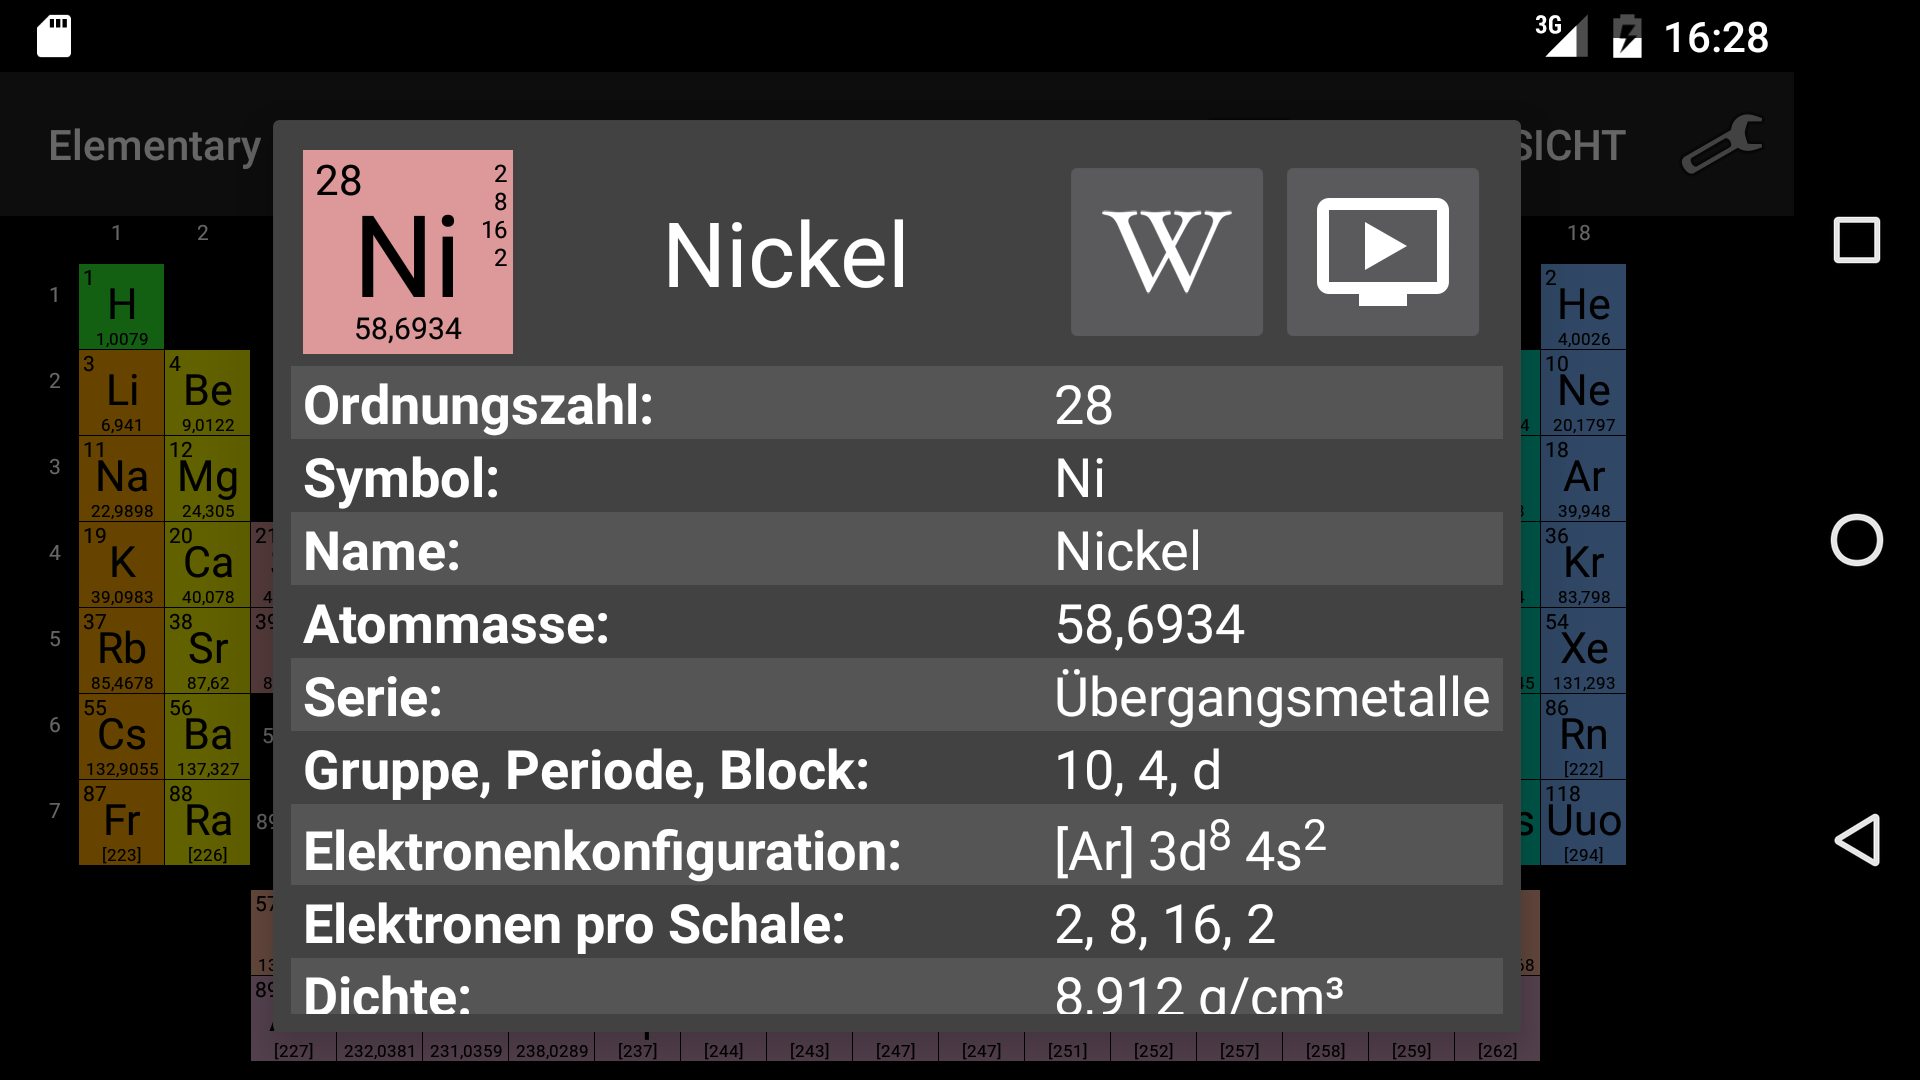 3G 16:28
Elementary SICHT
28
2
8
16
2
Ni
58,6934
Nickel
W
Ordnungszahl: 28
Symbol: Ni
Name: Nickel
Atommasse: 58,6934
Serie: Übergangsmetalle
Gruppe, Periode, Block: 10, 4, d
Elektronenkonfiguration: [Ar] 3d⁸ 4s²
Elektronen pro Schale: 2, 8, 16, 2
Dichte: 8,912 g/cm³
1 2 18
1
1 H 1,0079
2 He 4,0026
2
3 Li 6,941
4 Be 9,0122
10 Ne 20,1797
3
11 Na 22,9898
12 Mg 24,305
18 Ar 39,948
4
19 K 39,0983
20 Ca 40,078
21
36 Kr 83,798
5
37 Rb 85,4678
38 Sr 87,62
39
54 Xe 131,293
6
55 Cs 132,9055
56 Ba 137,327
86 Rn [222]
7
87 Fr [223]
88 Ra [226]
89
118 Uuo [294]
57
89
[227] 232,0381 231,0359 238,0289 [237] [244] [243] [247] [247] [251] [252] [257] [258] [259] [262]